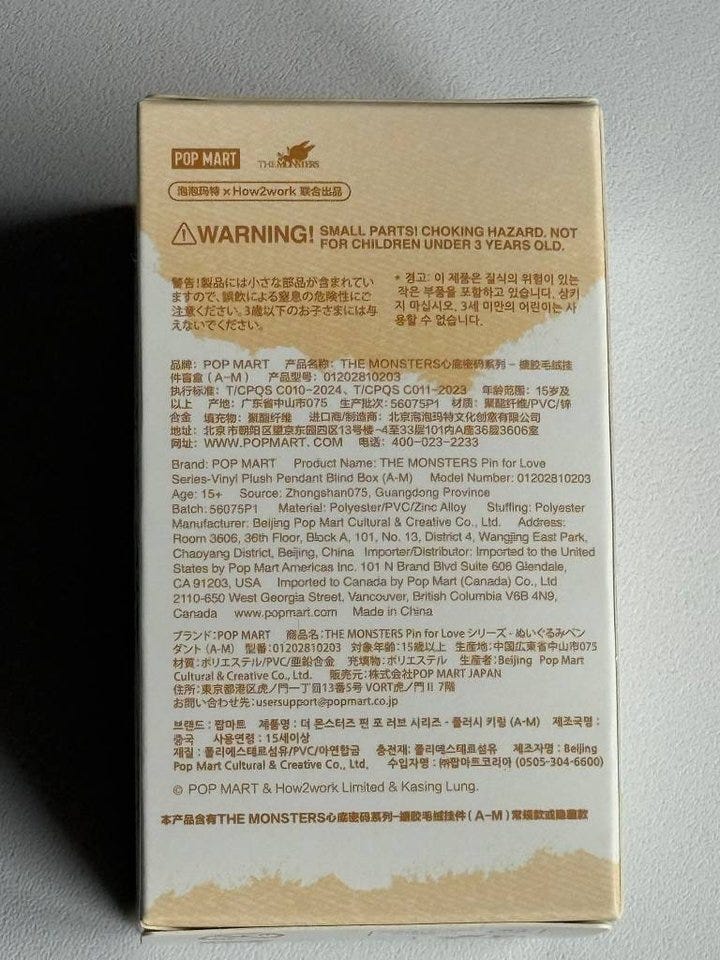 POP MART THE MONSTERS
泡泡玛特 x How2work 联合出品
WARNING! SMALL PARTS! CHOKING HAZARD. NOT
FOR CHILDREN UNDER 3 YEARS OLD.
警告!製品には小さな部品が含まれてい
ますので、誤飲による窒息の危険性にご
注意ください。3歳以下のお子さまには与
えないでください。
* 경고: 이 제품은 질식의 위험이 있는
작은 부품을 포함하고 있습니다. 삼키
지 마십시오. 3세 미만의 어린이는 사
용할 수 없습니다.
品牌: POP MART 产品名称: THE MONSTERS心底密码系列－搪胶毛绒挂
件盲盒 (A-M) 产品型号: 01202810203
执行标准: T/CPQS C010-2024、T/CPQS C011-2023 年龄范围: 15岁及
以上 产地: 广东省中山市075 生产批次: 56075P1 材质: 聚酯纤维/PVC/锌
合金 填充物: 聚酯纤维 进口商/制造商: 北京泡泡玛特文化创意有限公司
地址: 北京市朝阳区望京东园四区13号楼-4至33层101内A座36层3606室
网址: WWW.POPMART.COM 电话: 400-023-2233
Brand: POP MART Product Name: THE MONSTERS Pin for Love
Series-Vinyl Plush Pendant Blind Box (A-M) Model Number: 01202810203
Age: 15+ Source: Zhongshan075, Guangdong Province
Batch: 56075P1 Material: Polyester/PVC/Zinc Alloy Stuffing: Polyester
Manufacturer: Beijing Pop Mart Cultural & Creative Co., Ltd. Address:
Room 3606, 36th Floor, Block A, 101, No. 13, District 4, Wangjing East Park,
Chaoyang District, Beijing, China Importer/Distributor: Imported to the United
States by Pop Mart Americas Inc. 101 N Brand Blvd Suite 606 Glendale,
CA 91203, USA Imported to Canada by Pop Mart (Canada) Co., Ltd
2110-650 West Georgia Street, Vancouver, British Columbia V6B 4N9,
Canada www.popmart.com Made in China
ブランド:POP MART 商品名:THE MONSTERS Pin for Love シリーズ - ぬいぐるみペン
ダント (A-M) 型番:01202810203 対象年齢:15歳以上 生産地:中国広東省中山市075
材質:ポリエステル/PVC/亜鉛合金 充填物:ポリエステル 生産者:Beijing Pop Mart
Cultural & Creative Co., Ltd. 販売元:株式会社POP MART JAPAN
住所:東京都港区虎ノ門一丁目13番5号 VORT虎ノ門 II 7階
お問い合わせ先:usersupport@popmart.co.jp
브랜드 : 팝마트 제품명 : 더 몬스터즈 핀 포 러브 시리즈 - 플러시 키링 (A-M) 제조국명 :
중국 사용연령 : 15세이상
재질 : 폴리에스테르섬유/PVC/아연합금 충전재: 폴리에스테르섬유 제조자명 : Beijing
Pop Mart Cultural & Creative Co., Ltd. 수입자명 : ㈜팝마트코리아 (0505-304-6600)
© POP MART & How2work Limited & Kasing Lung.
本产品含有THE MONSTERS心底密码系列－搪胶毛绒挂件 (A-M) 常规款或隐藏款